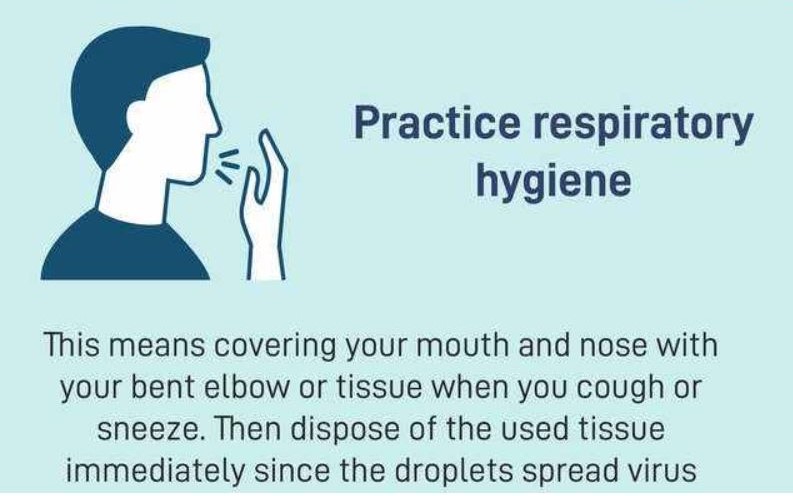 Practice respiratory
hygiene
This means covering your mouth and nose with
your bent elbow or tissue when you cough or
sneeze. Then dispose of the used tissue
immediately since the droplets spread virus